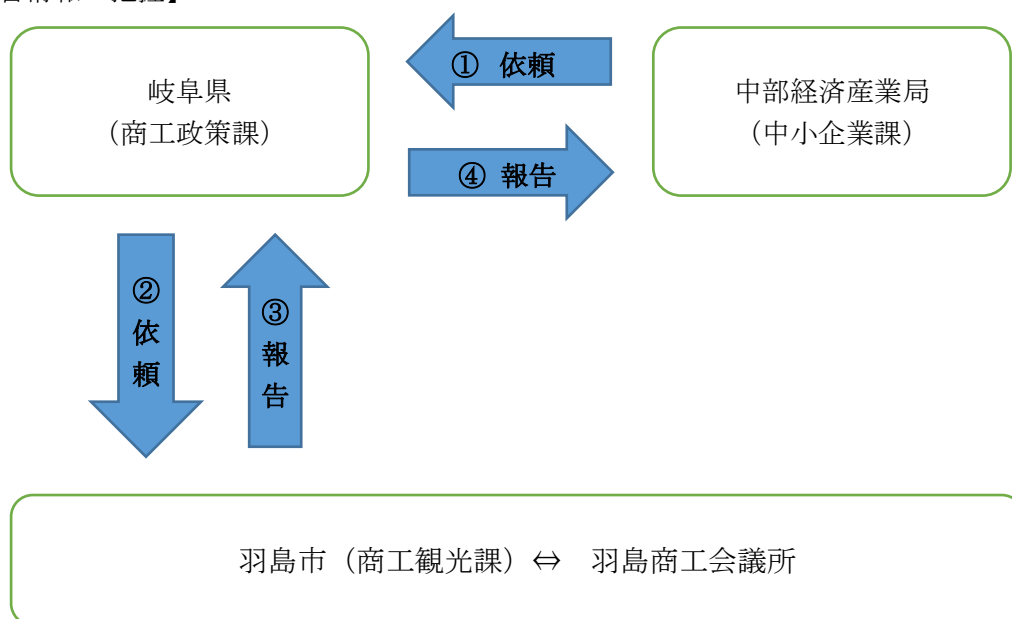 岐阜県
（商工政策課）
① 依頼
中部経済産業局
（中小企業課）
④ 報告
②
依
頼
③
報
告
羽島市（商工観光課）⇔　羽島商工会議所